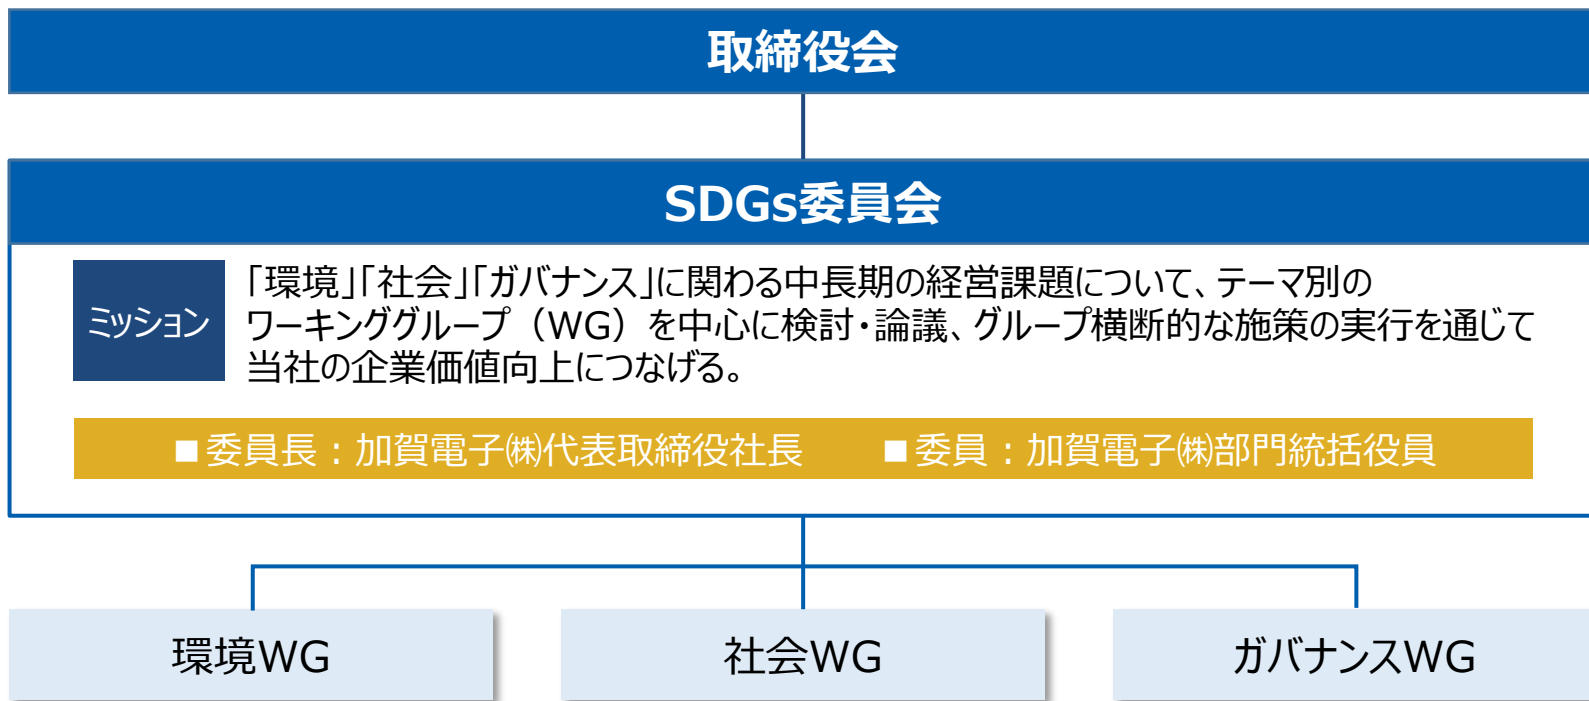 取締役会
SDGs委員会
ミッション
「環境」「社会」「ガバナンス」に関わる中長期の経営課題について、テーマ別の
ワーキンググループ（WG）を中心に検討・論議、グループ横断的な施策の実行を通じて
当社の企業価値向上につなげる。
■委員長：加賀電子㈱代表取締役社長　■委員：加賀電子㈱部門統括役員
環境WG
社会WG
ガバナンスWG